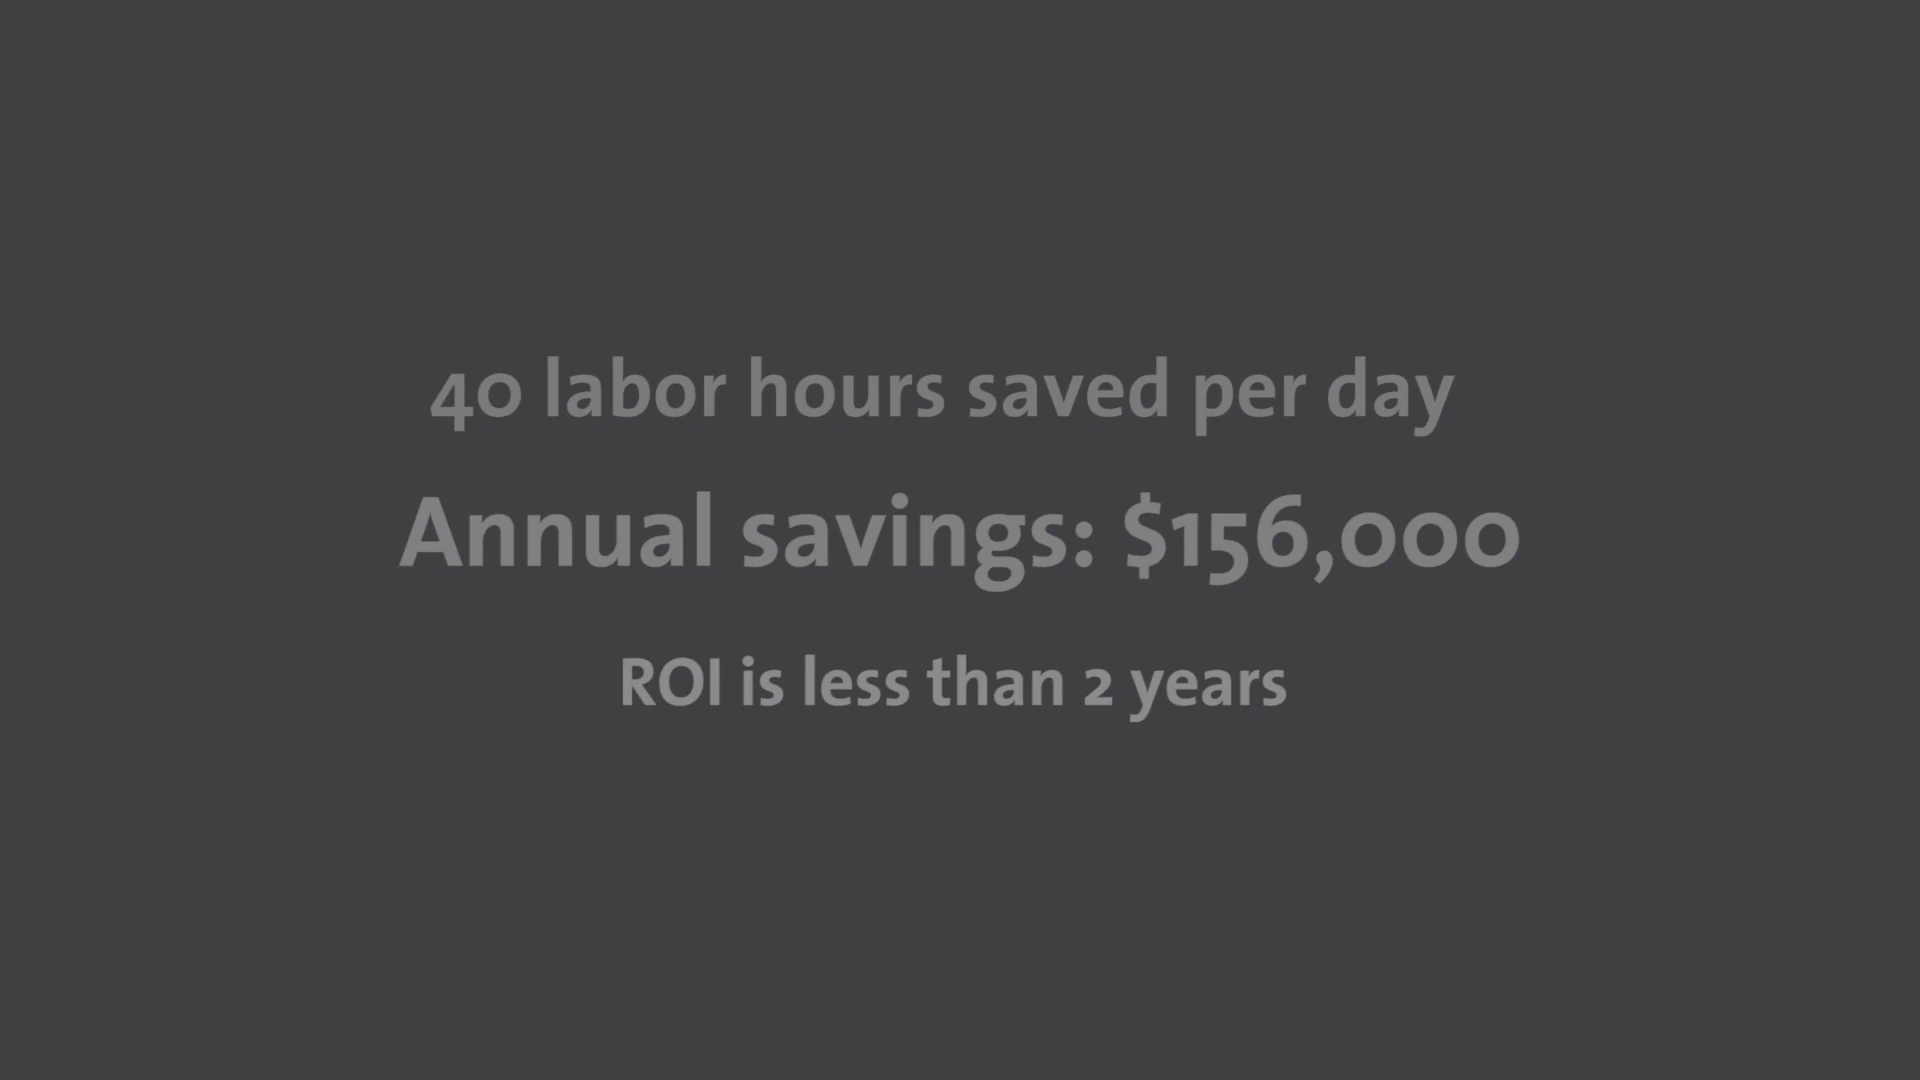 40 labor hours saved per day
Annual savings: $156,000
ROI is less than 2 years